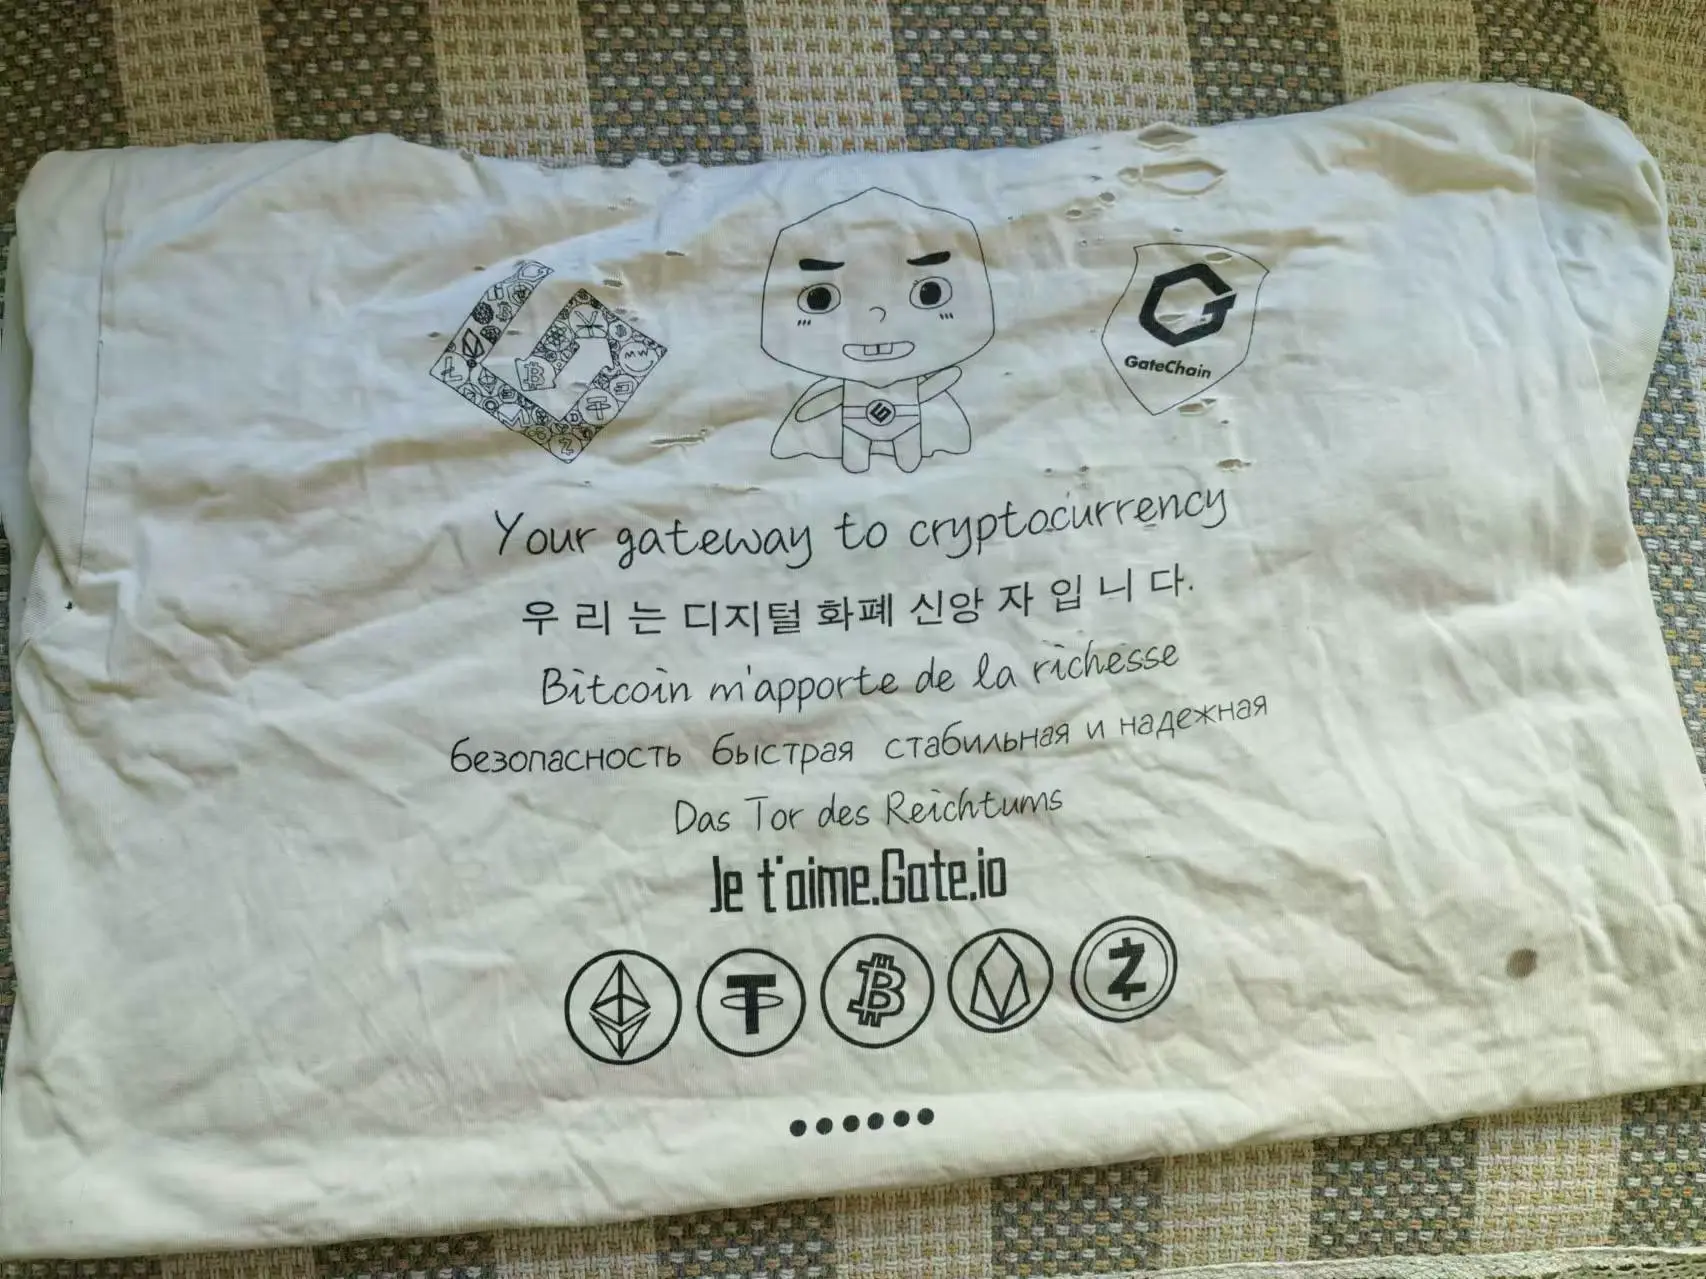 GateChain
Your gateway to cryptocurrency
우리는 디지털 화폐 신앙 자 입 니 다.
Bitcoin m'apporte de la richesse
безопасность быстрая стабильная и надежная
Das Tor des Reichtums
Je t'aime.Gate.io